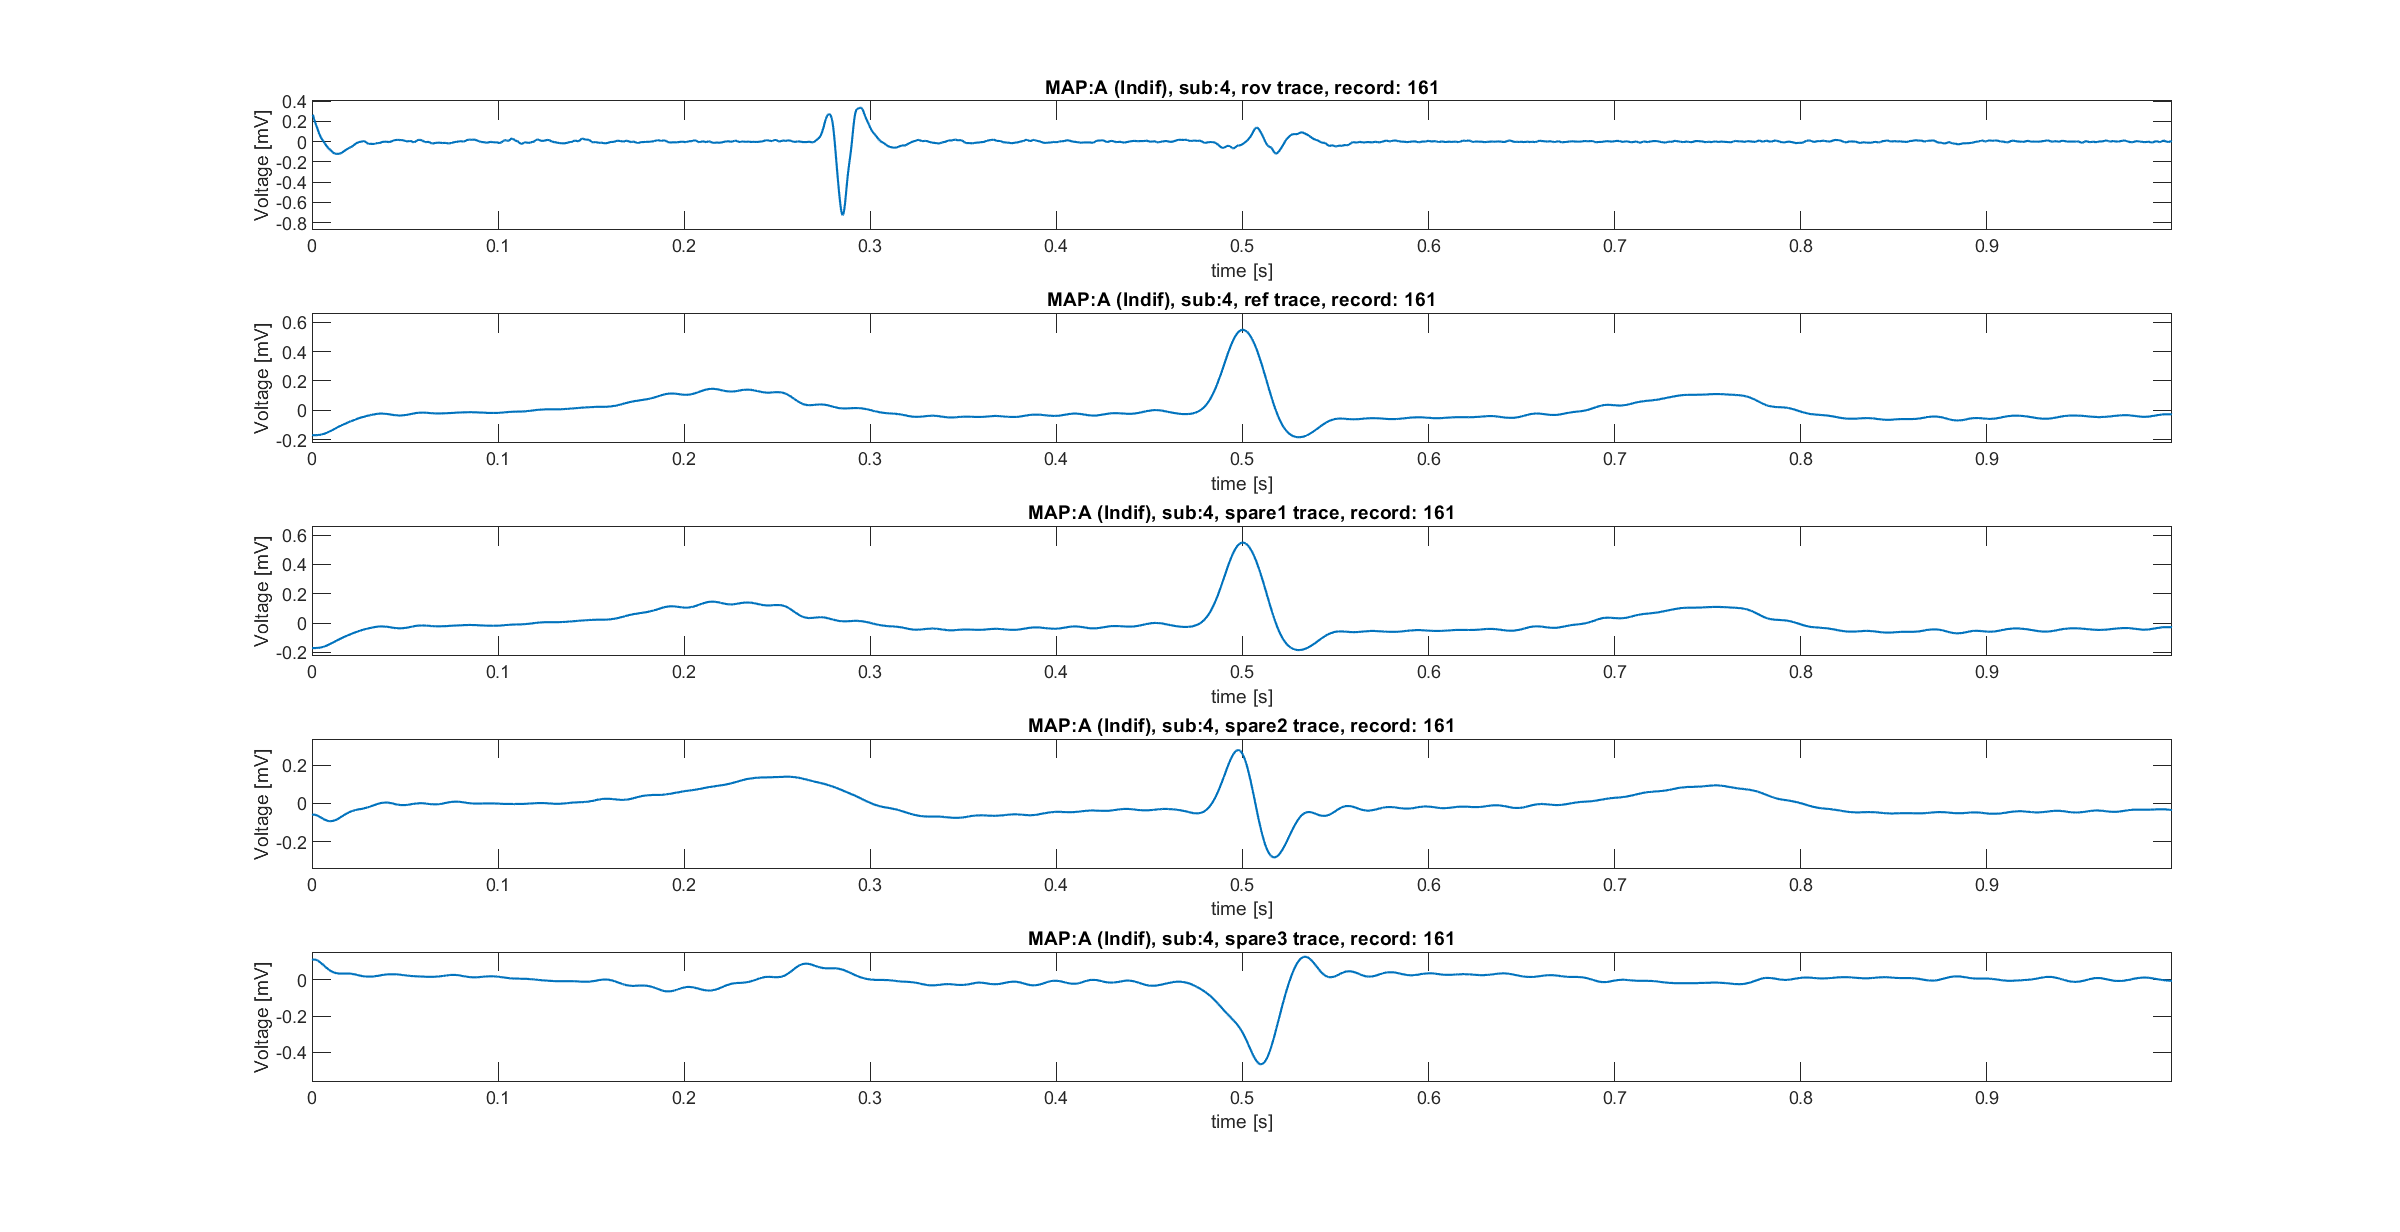 MAP:A (Indif), sub:4, rov trace, record: 161
Voltage [mV]
0.4
0.2
0
-0.2
-0.4
-0.6
-0.8
0 0.1 0.2 0.3 0.4 0.5 0.6 0.7 0.8 0.9
time [s]
MAP:A (Indif), sub:4, ref trace, record: 161
Voltage [mV]
0.6
0.4
0.2
0
-0.2
0 0.1 0.2 0.3 0.4 0.5 0.6 0.7 0.8 0.9
time [s]
MAP:A (Indif), sub:4, spare1 trace, record: 161
Voltage [mV]
0.6
0.4
0.2
0
-0.2
0 0.1 0.2 0.3 0.4 0.5 0.6 0.7 0.8 0.9
time [s]
MAP:A (Indif), sub:4, spare2 trace, record: 161
Voltage [mV]
0.2
0
-0.2
0 0.1 0.2 0.3 0.4 0.5 0.6 0.7 0.8 0.9
time [s]
MAP:A (Indif), sub:4, spare3 trace, record: 161
Voltage [mV]
0
-0.2
-0.4
0 0.1 0.2 0.3 0.4 0.5 0.6 0.7 0.8 0.9
time [s]